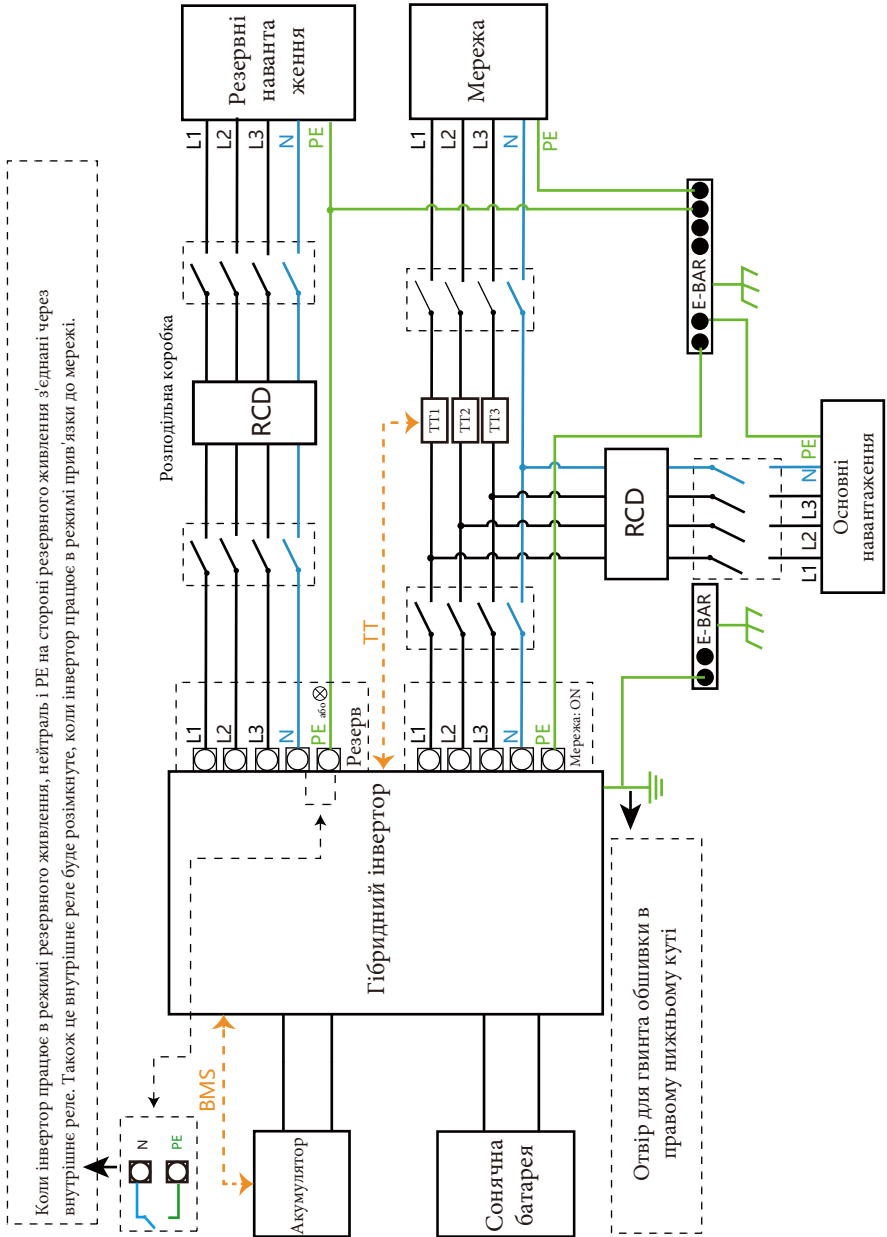 Коли інвертор працює в режимі резервного живлення, нейтраль і PE на стороні резервного живлення з'єднані через
внутрішнє реле. Також це внутрішнє реле буде розімкнуте, коли інвертор працює в режимі прив'язки до мережі.
N
PE
BMS
Акумулятор
Сонячна
батарея
Гібридний інвертор
L1
L2
L3
N
PE
або
Резерв
L1
L2
L3
N
PE
Мережа: ON
TT
Розподільна коробка
RCD
L1
L2
L3
N
PE
Резервні
наванта
ження
TT1
TT2
TT3
L1
L2
L3
N
PE
Мережа
RCD
E-BAR
E-BAR
L1
L2
L3
N
PE
Основні
навантаження
Отвір для гвинта обшивки в
правому нижньому куті